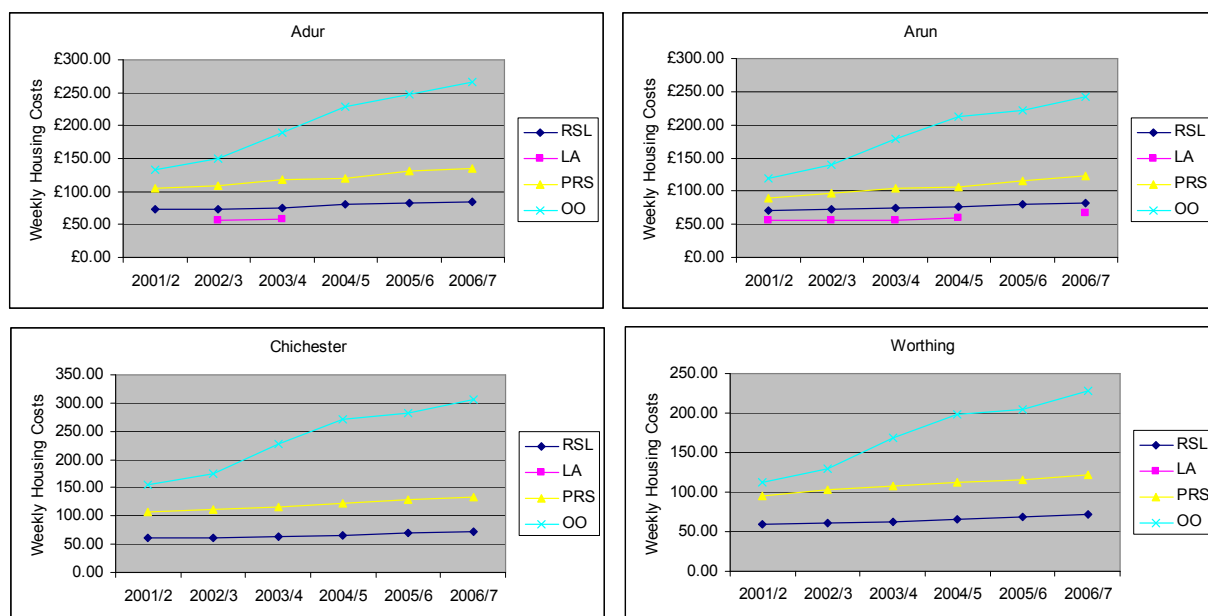 Adur
Weekly Housing Costs
£300.00
£250.00
£200.00
£150.00
£100.00
£50.00
£0.00
2001/2 2002/3 2003/4 2004/5 2005/6 2006/7
RSL
LA
PRS
OO
Arun
Weekly Housing Costs
£300.00
£250.00
£200.00
£150.00
£100.00
£50.00
£0.00
2001/2 2002/3 2003/4 2004/5 2005/6 2006/7
RSL
LA
PRS
OO
Chichester
Weekly Housing Costs
350.00
300.00
250.00
200.00
150.00
100.00
50.00
0.00
2001/2 2002/3 2003/4 2004/5 2005/6 2006/7
RSL
LA
PRS
OO
Worthing
Weekly Housing Costs
250.00
200.00
150.00
100.00
50.00
0.00
2001/2 2002/3 2003/4 2004/5 2005/6 2006/7
RSL
LA
PRS
OO